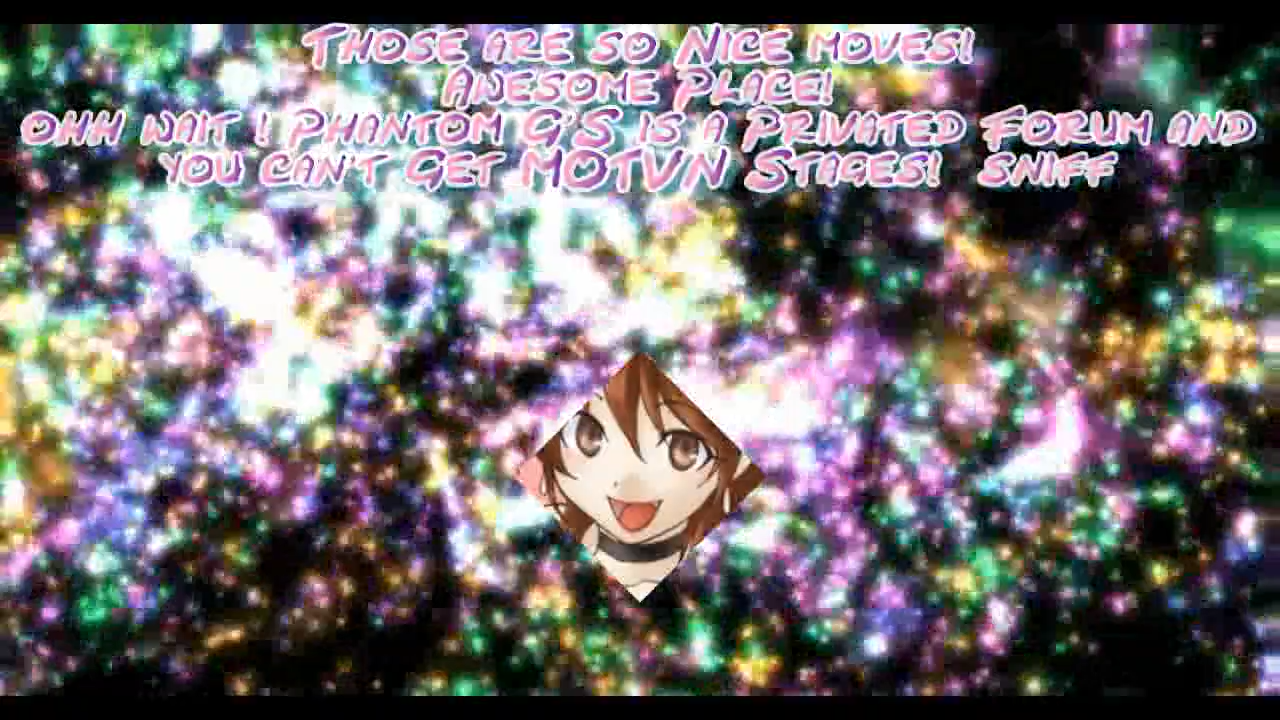 Those are so Nice moves!
Awesome Place!
Ohh wait ! Phantom G'S is a Privated Forum and
you Can't Get MOTVN Stages! sniff